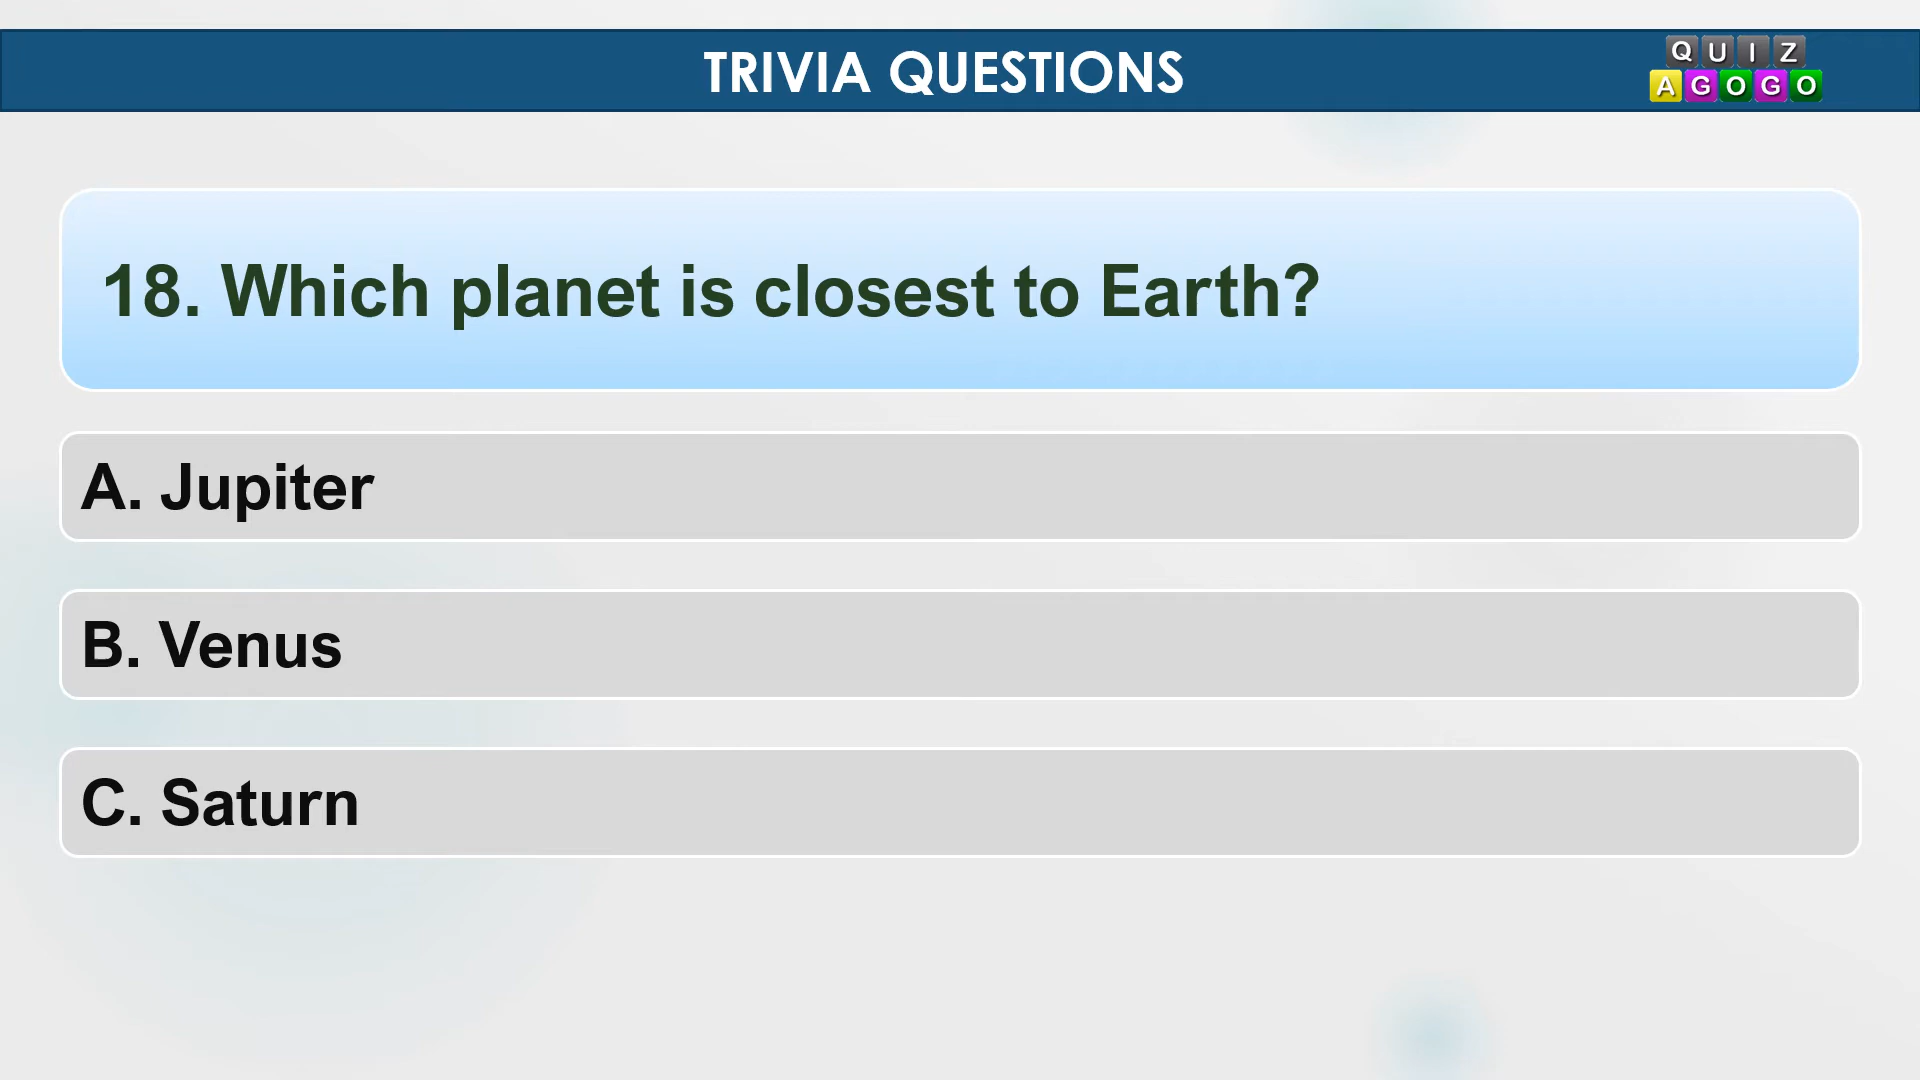 TRIVIA QUESTIONS
QUIZ
AGOGO
18. Which planet is closest to Earth?
A. Jupiter
B. Venus
C. Saturn